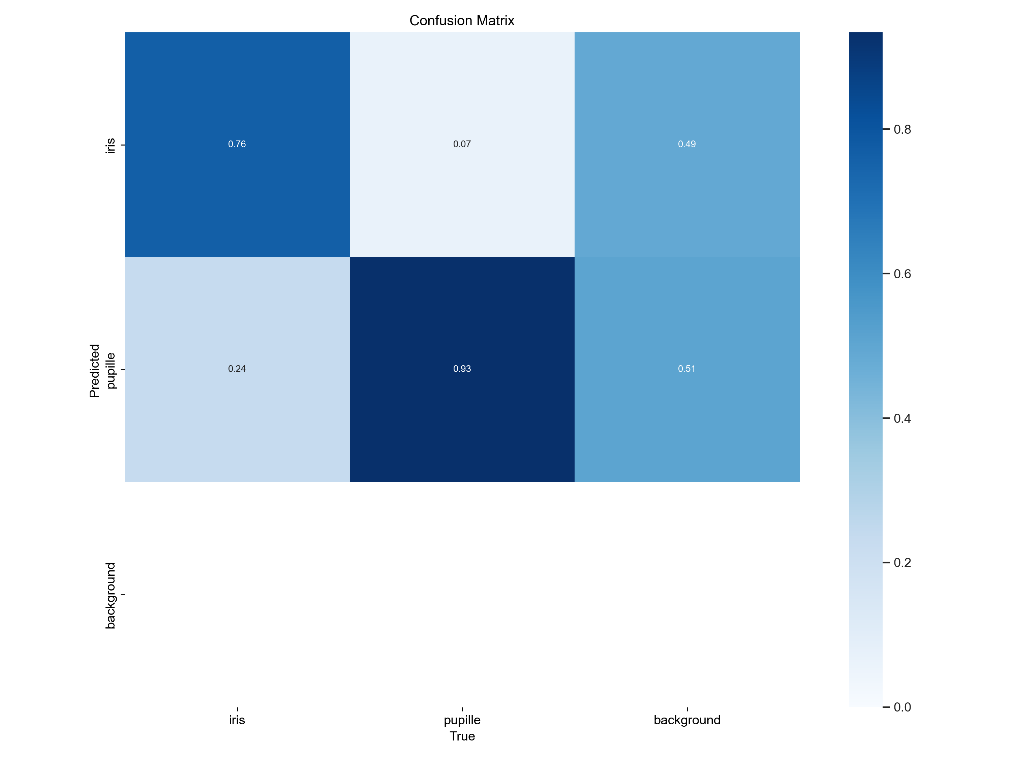 Confusion Matrix
iris
0.76
0.07
0.49
Predicted
pupille
0.24
0.93
0.51
background
iris
pupille
background
True
0.8
0.6
0.4
0.2
0.0